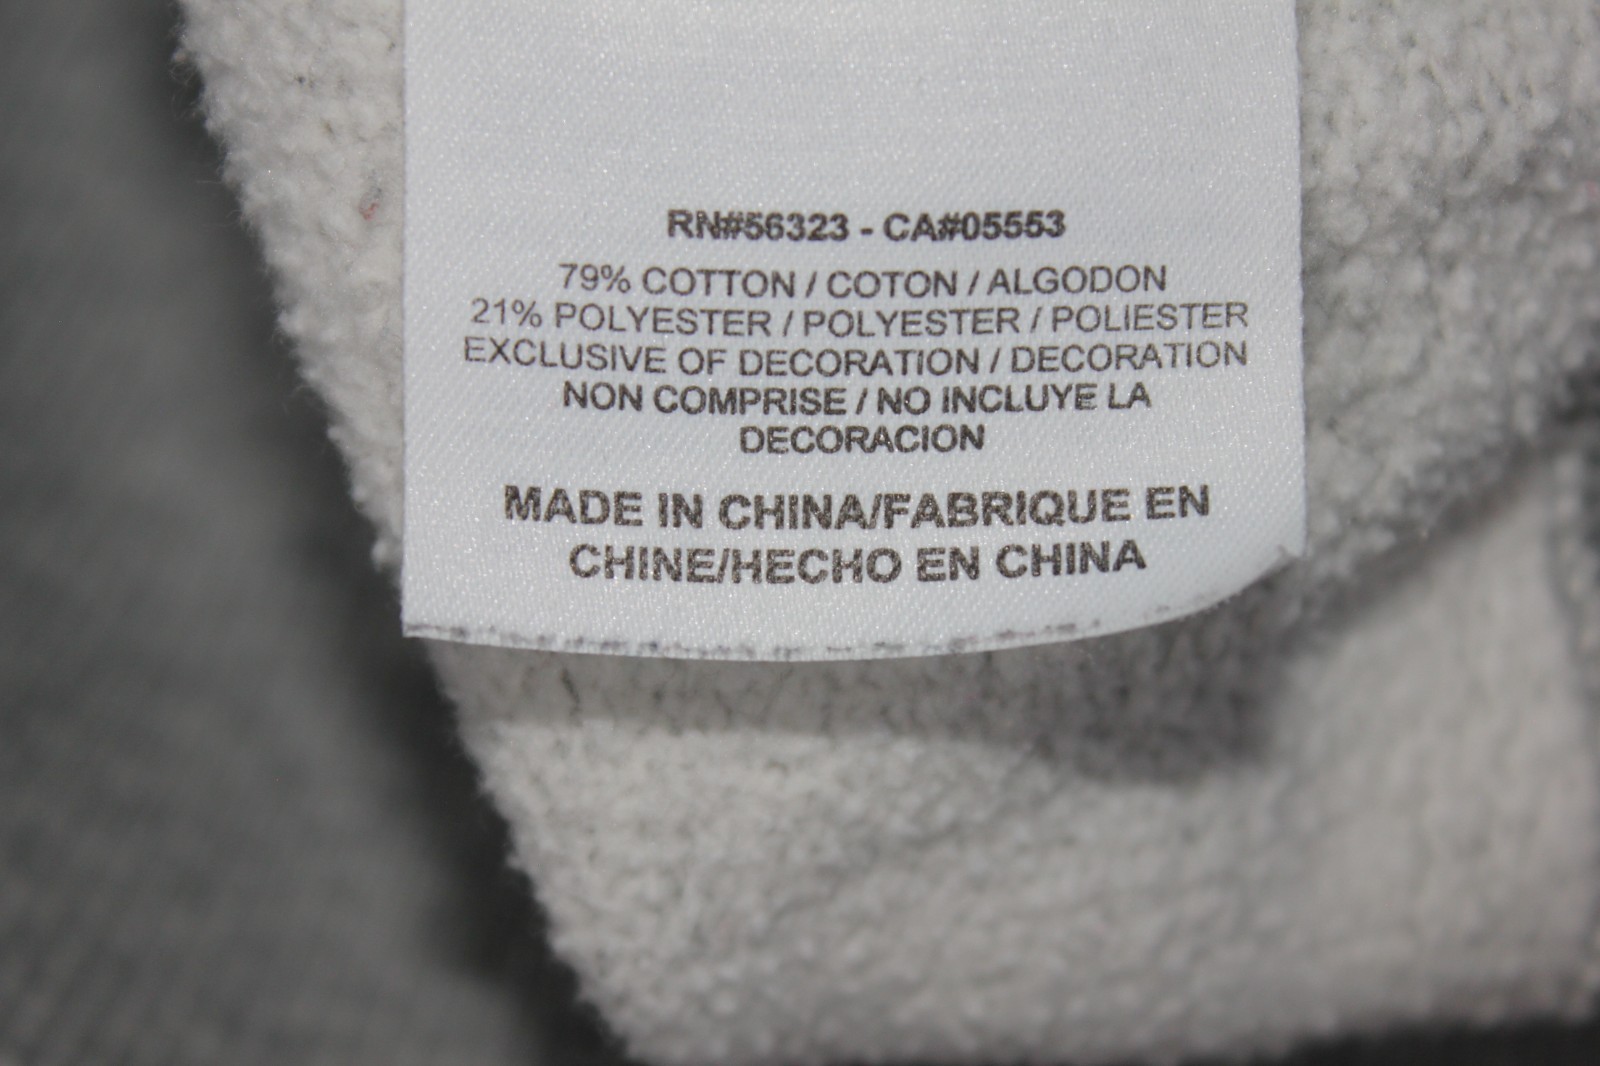 RN#56323 - CA#05553
79% COTTON / COTON / ALGODON
21% POLYESTER / POLYESTER / POLIESTER
EXCLUSIVE OF DECORATION / DECORATION
NON COMPRISE / NO INCLUYE LA
DECORACION
MADE IN CHINA/FABRIQUE EN
CHINE/HECHO EN CHINA